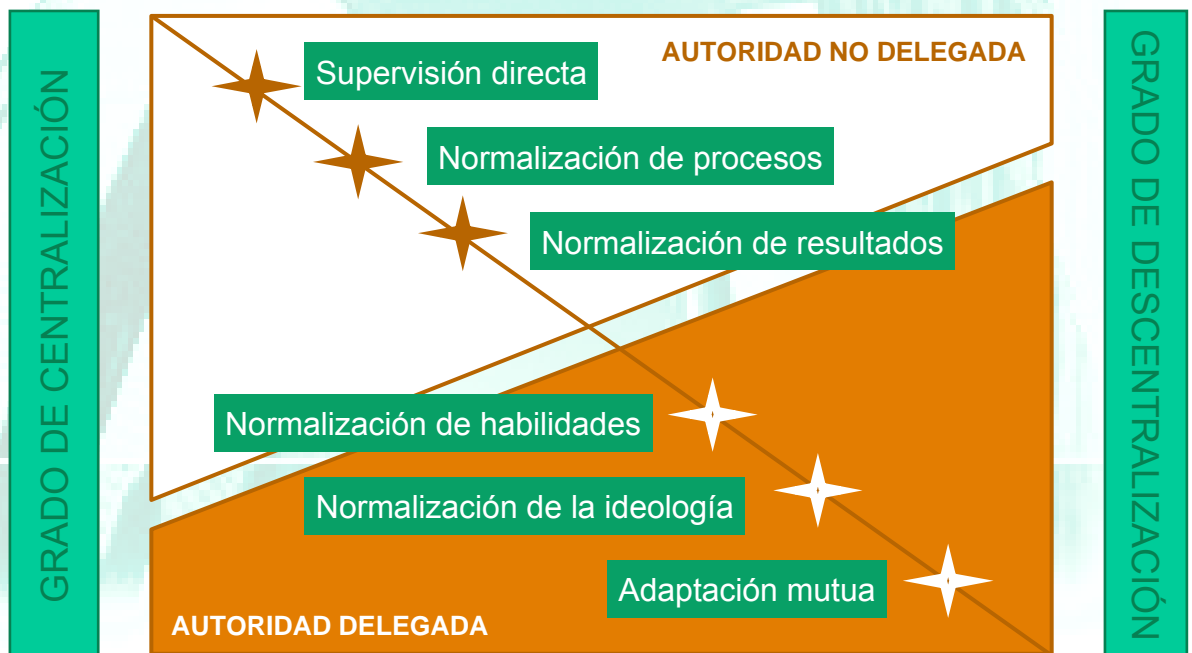 GRADO DE CENTRALIZACIÓN
AUTORIDAD NO DELEGADA
Supervisión directa
Normalización de procesos
Normalización de resultados
Normalización de habilidades
Normalización de la ideología
Adaptación mutua
AUTORIDAD DELEGADA
GRADO DE DESCENTRALIZACIÓN